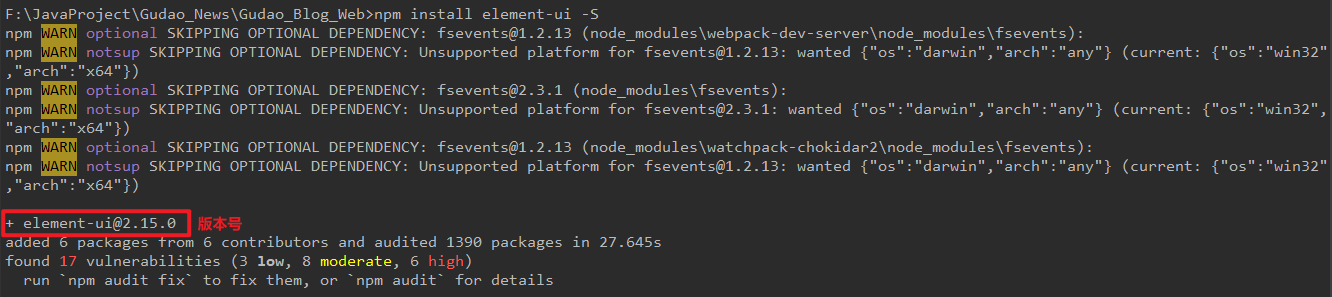 F:\JavaProject\Gudao_News\Gudao_Blog_Web>npm install element-ui -S
npm WARN optional SKIPPING OPTIONAL DEPENDENCY: fsevents@1.2.13 (node_modules\webpack-dev-server\node_modules\fsevents):
npm WARN notsup SKIPPING OPTIONAL DEPENDENCY: Unsupported platform for fsevents@1.2.13: wanted {"os":"darwin","arch":"any"} (current: {"os":"win32"
,"arch":"x64"})
npm WARN optional SKIPPING OPTIONAL DEPENDENCY: fsevents@2.3.1 (node_modules\fsevents):
npm WARN notsup SKIPPING OPTIONAL DEPENDENCY: Unsupported platform for fsevents@2.3.1: wanted {"os":"darwin","arch":"any"} (current: {"os":"win32",
"arch":"x64"})
npm WARN optional SKIPPING OPTIONAL DEPENDENCY: fsevents@1.2.13 (node_modules\watchpack-chokidar2\node_modules\fsevents):
npm WARN notsup SKIPPING OPTIONAL DEPENDENCY: Unsupported platform for fsevents@1.2.13: wanted {"os":"darwin","arch":"any"} (current: {"os":"win32"
,"arch":"x64"})
+ element-ui@2.15.0 版本号
added 6 packages from 6 contributors and audited 1390 packages in 27.645s
found 17 vulnerabilities (3 low, 8 moderate, 6 high)
run `npm audit fix` to fix them, or `npm audit` for details